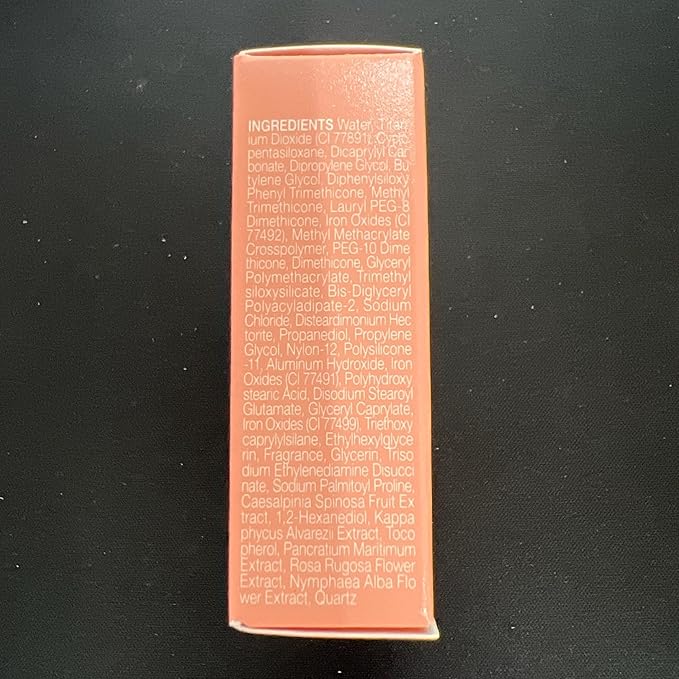 INGREDIENTS Water, Titan
ium Dioxide (CI 77891), Cyclo
pentasiloxane, Dicaprylyl Car
bonate, Dipropylene Glycol, Bu
tylene Glycol, Diphenylsiloxy
Phenyl Trimethicone, Methyl
Trimethicone, Lauryl PEG-8
Dimethicone, Iron Oxides (CI
77492), Methyl Methacrylate
Crosspolymer, PEG-10 Dime
thicone, Dimethicone, Glyceryl
Polymethacrylate, Trimethyl
siloxysilicate, Bis-Diglyceryl
Polyacyladipate-2, Sodium
Chloride, Disteardimonium Hec
torite, Propanediol, Propylene
Glycol, Nylon-12, Polysilicone
-11, Aluminum Hydroxide, Iron
Oxides (CI 77491), Polyhydroxy
stearic Acid, Disodium Stearoyl
Glutamate, Glyceryl Caprylate,
Iron Oxides (CI 77499), Triethoxy
caprylylsilane, Ethylhexylglyce
rin, Fragrance, Glycerin, Triso
dium Ethylenediamine Disucci
nate, Sodium Palmitoyl Proline,
Caesalpinia Spinosa Fruit Ex
tract, 1,2-Hexanediol, Kappa
phycus Alvarezii Extract, Toco
pherol, Pancratium Maritimum
Extract, Rosa Rugosa Flower
Extract, Nymphaea Alba Flo
wer Extract, Quartz